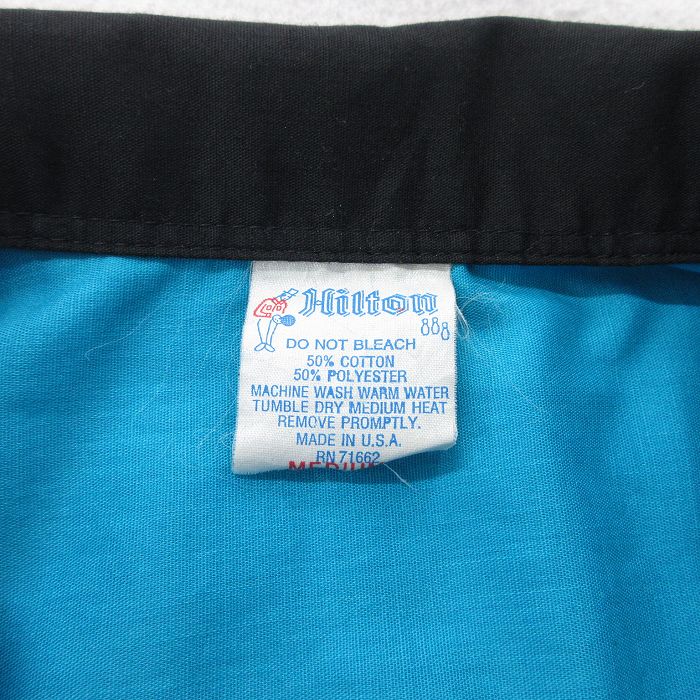 Hilton
888
DO NOT BLEACH
50% COTTON
50% POLYESTER
MACHINE WASH WARM WATER
TUMBLE DRY MEDIUM HEAT
REMOVE PROMPTLY.
MADE IN U.S.A.
RN 71662
MEDIUM